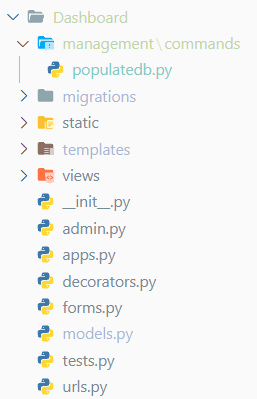 Dashboard
management\commands
populatedb.py
migrations
static
templates
views
__init__.py
admin.py
apps.py
decorators.py
forms.py
models.py
tests.py
urls.py